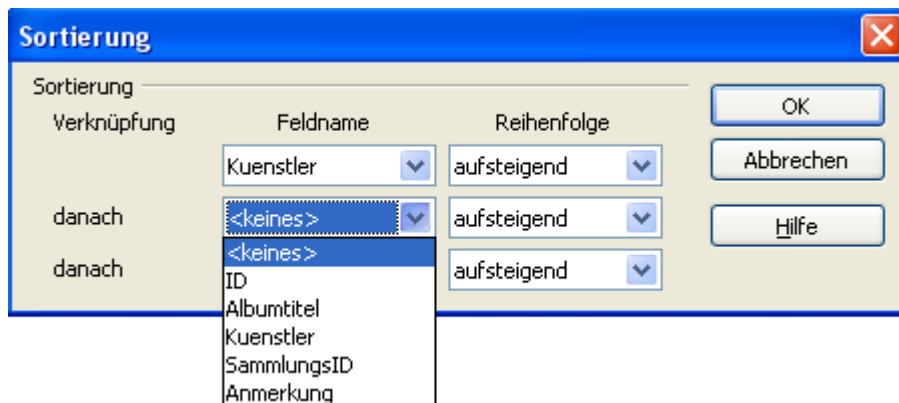 Sortierung
Sortierung
Verknüpfung Feldname Reihenfolge
Kuenstler aufsteigend
danach <keines> aufsteigend
danach aufsteigend
<keines>
ID
Albumtitel
Kuenstler
SammlungsID
Anmerkung
OK
Abbrechen
Hilfe